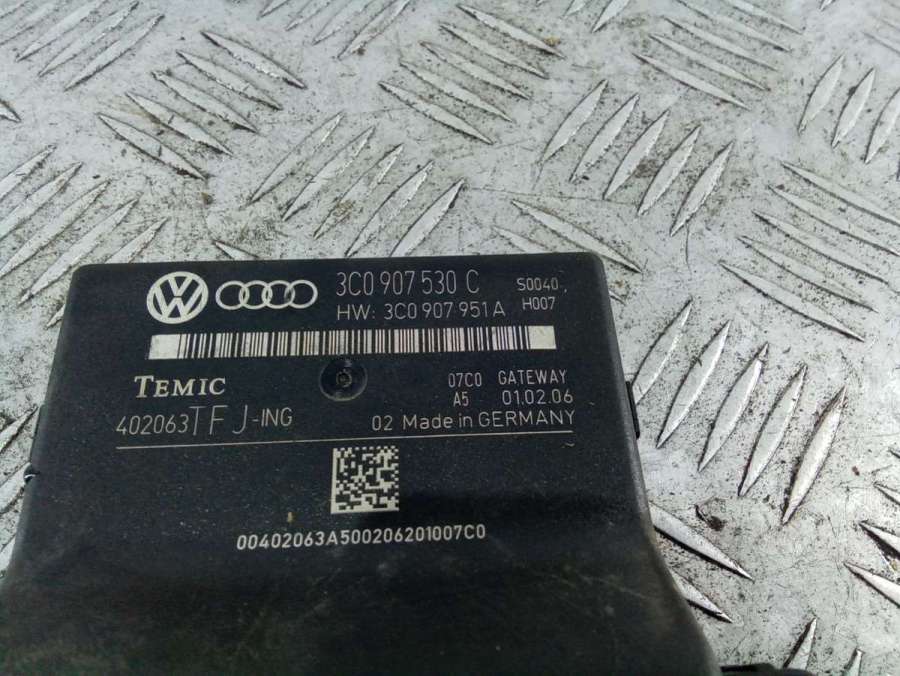 3C0 907 530 C S0040
HW: 3C0 907 951 A H007
TEMIC 07C0 GATEWAY
A5 01.02.06
402063TFJ-ING 02 Made in GERMANY
00402063A500206201007C0